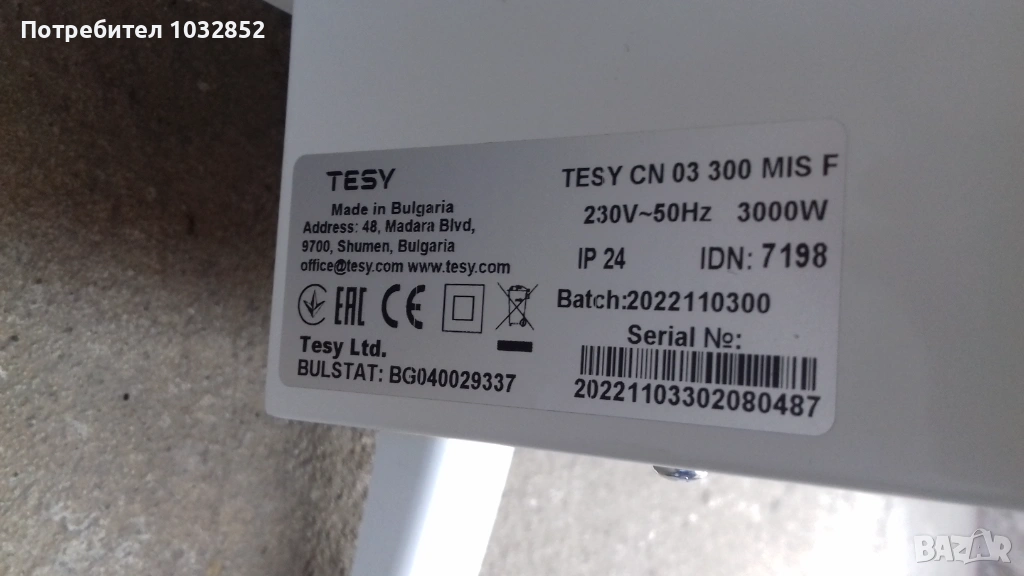 Потребител 1032852
TESY
Made in Bulgaria
Address: 48, Madara Blvd,
9700, Shumen, Bulgaria
office@tesy.com www.tesy.com
EAC CE
Tesy Ltd.
BULSTAT: BG040029337
TESY CN 03 300 MIS F
230V~50Hz 3000W
IP 24 IDN: 7198
Batch:2022110300
Serial №:
20221103302080487
BAZAR